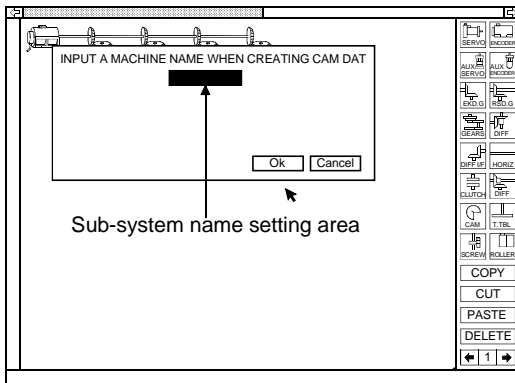 INPUT A MACHINE NAME WHEN CREATING CAM DAT
Ok Cancel
Sub-system name setting area
SERVO ENCODER
AUX SERVO AUX ENCODER
EKD.G RSD.G
GEARS DIFF
DIFF I/F HORIZ
CLUTCH DIFF
CAM T.TBL
SCREW ROLLER
COPY
CUT
PASTE
DELETE
1